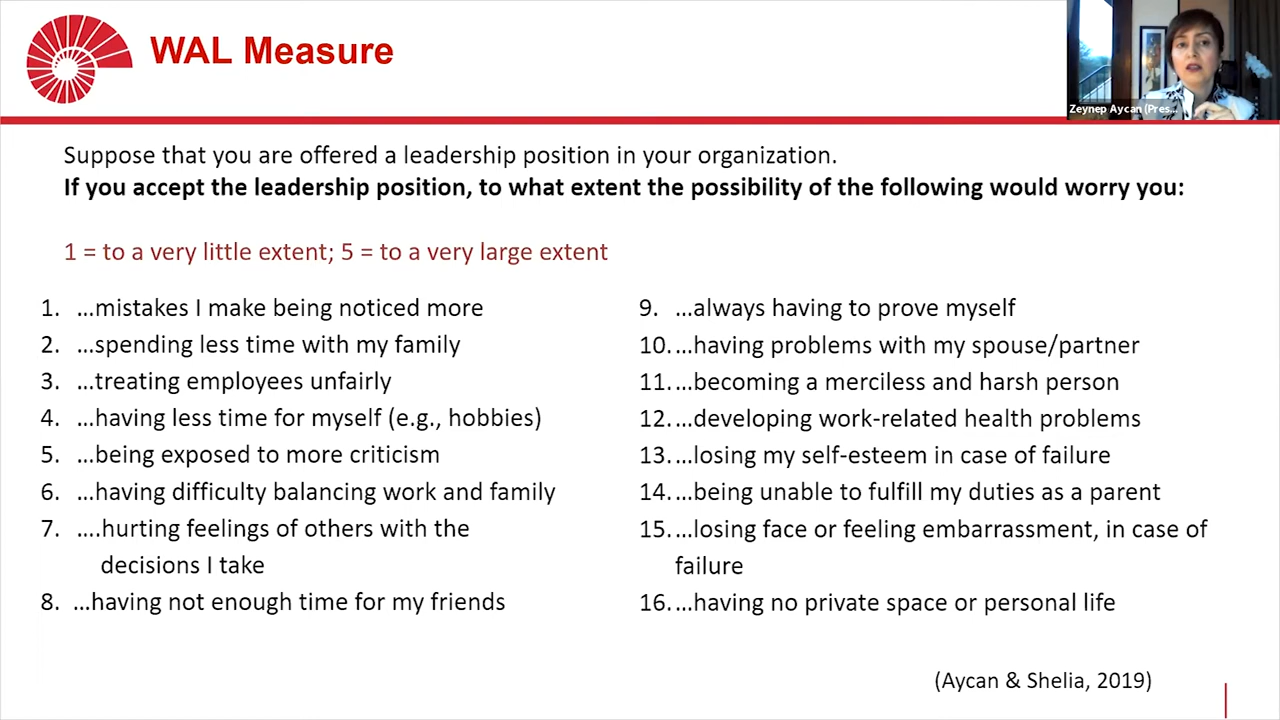 WAL Measure
Zeynep Aycan (Pres...
Suppose that you are offered a leadership position in your organization.
If you accept the leadership position, to what extent the possibility of the following would worry you:
1 = to a very little extent; 5 = to a very large extent
1. ...mistakes I make being noticed more
2. ...spending less time with my family
3. ...treating employees unfairly
4. ...having less time for myself (e.g., hobbies)
5. ...being exposed to more criticism
6. ...having difficulty balancing work and family
7. ....hurting feelings of others with the
decisions I take
8. ...having not enough time for my friends
9. ...always having to prove myself
10. ...having problems with my spouse/partner
11. ...becoming a merciless and harsh person
12. ...developing work-related health problems
13. ...losing my self-esteem in case of failure
14. ...being unable to fulfill my duties as a parent
15. ...losing face or feeling embarrassment, in case of
failure
16. ...having no private space or personal life
(Aycan & Shelia, 2019)